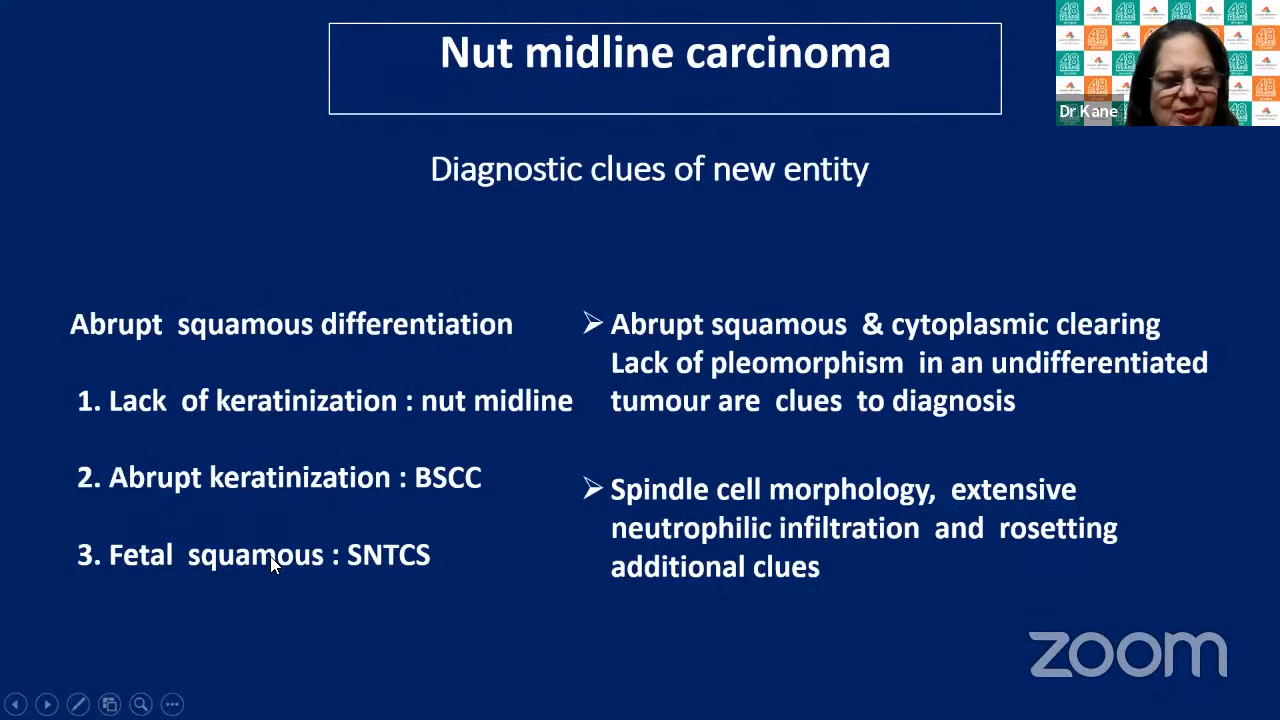 Nut midline carcinoma
Dr Kane
Diagnostic clues of new entity
Abrupt squamous differentiation
1. Lack of keratinization : nut midline
2. Abrupt keratinization : BSCC
3. Fetal squamous : SNTCS
Abrupt squamous & cytoplasmic clearing
Lack of pleomorphism in an undifferentiated
tumour are clues to diagnosis
Spindle cell morphology, extensive
neutrophilic infiltration and rosetting
additional clues
zoom